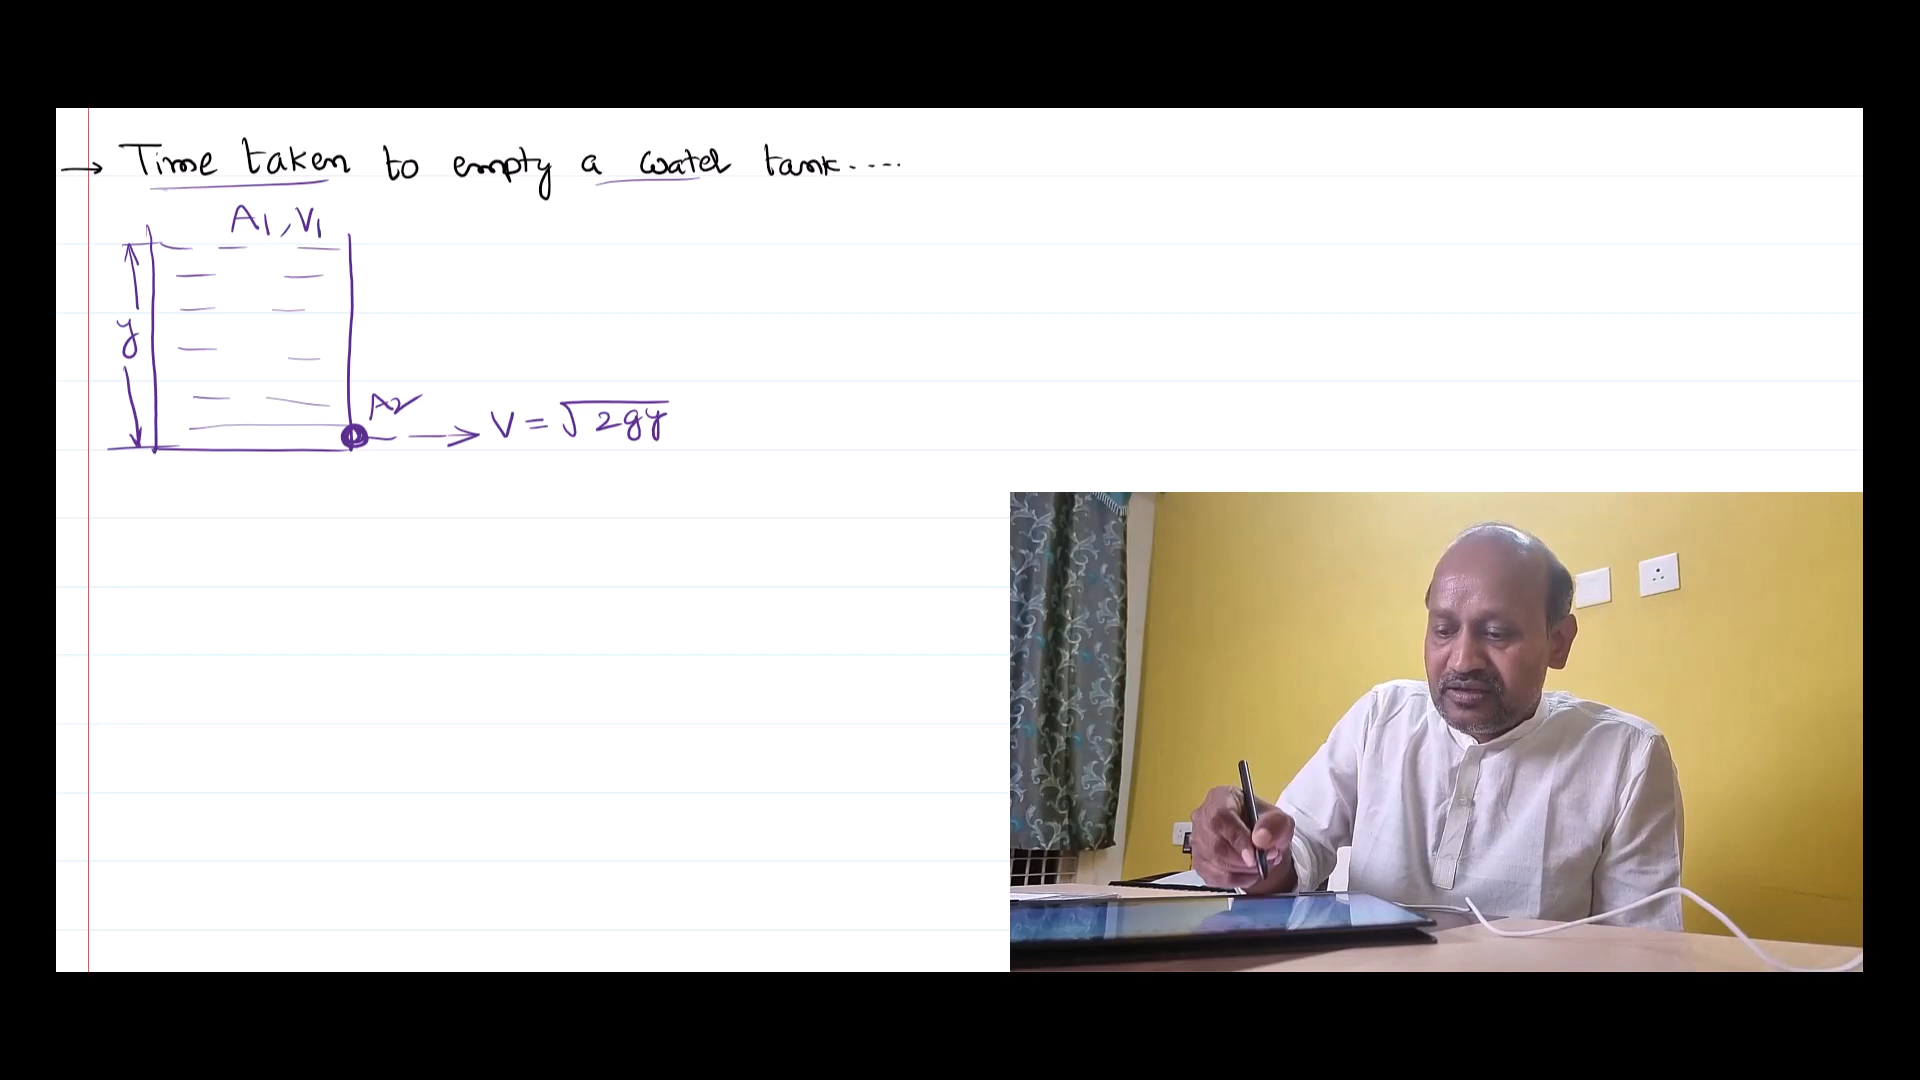 → Time taken to empty a water tank....
A1, V1
y
A2
V = √2gy